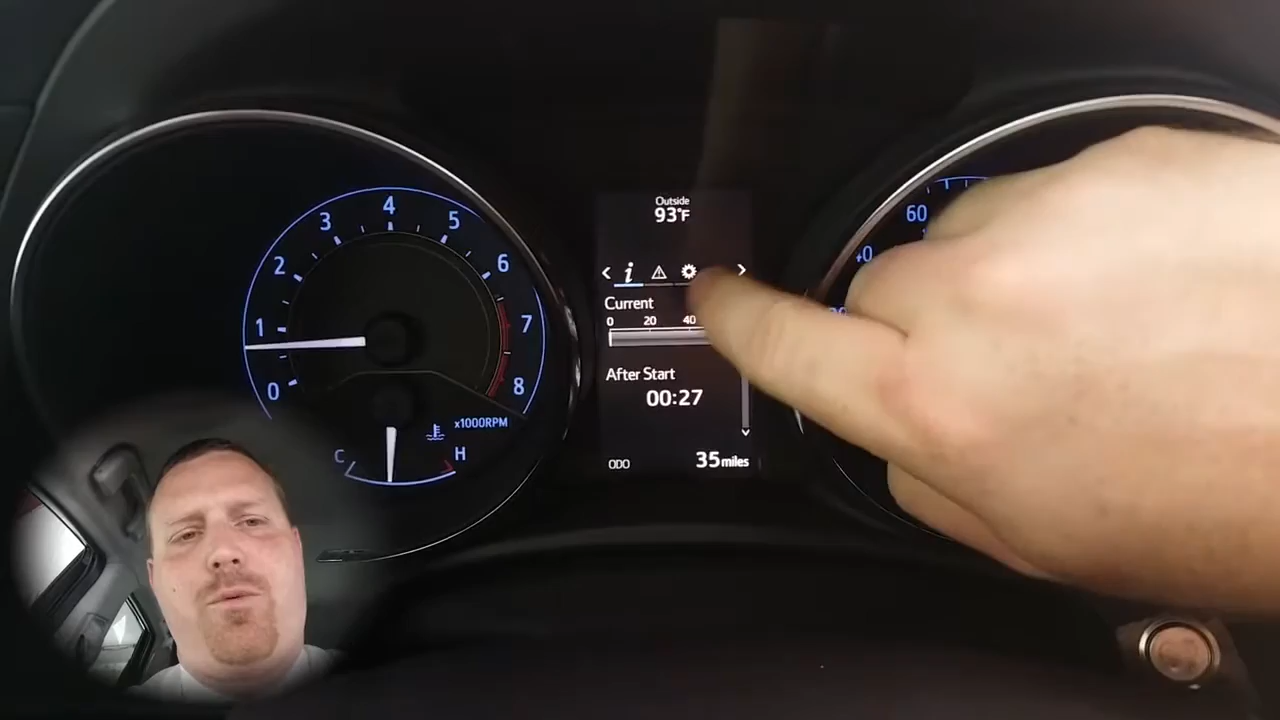 Outside
93°F
Current
0 20 40
After Start
00:27
ODO 35 miles
0 1 2 3 4 5 6 7 8
x1000RPM
C H
60